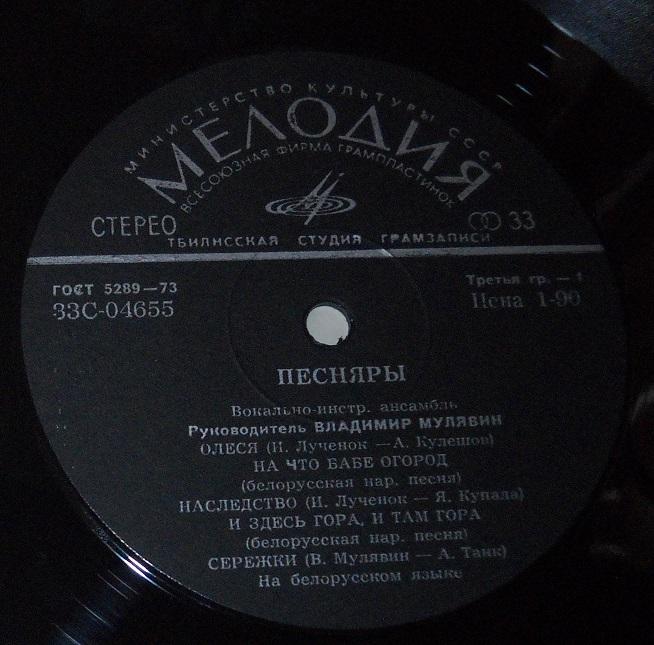 МИНИСТЕРСТВО КУЛЬТУРЫ СССР
МЕЛОДИЯ
ВСЕСОЮЗНАЯ ФИРМА ГРАМПЛАСТИНОК
СТЕРЕО
33
ТБИЛИССКАЯ СТУДИЯ ГРАМЗАПИСИ
ГОСТ 5289—73
Третья гр. — 1
33С-04655
Цена 1-90
ПЕСНЯРЫ
Вокально-инстр. ансамбль
Руководитель ВЛАДИМИР МУЛЯВИН
ОЛЕСЯ (И. Лученок — А. Кулешов)
НА ЧТО БАБЕ ОГОРОД
(белорусская нар. песня)
НАСЛЕДСТВО (И. Лученок — Я. Купала)
И ЗДЕСЬ ГОРА, И ТАМ ГОРА
(белорусская нар. песня)
СЕРЕЖКИ (В. Мулявин — А. Танк)
На белорусском языке